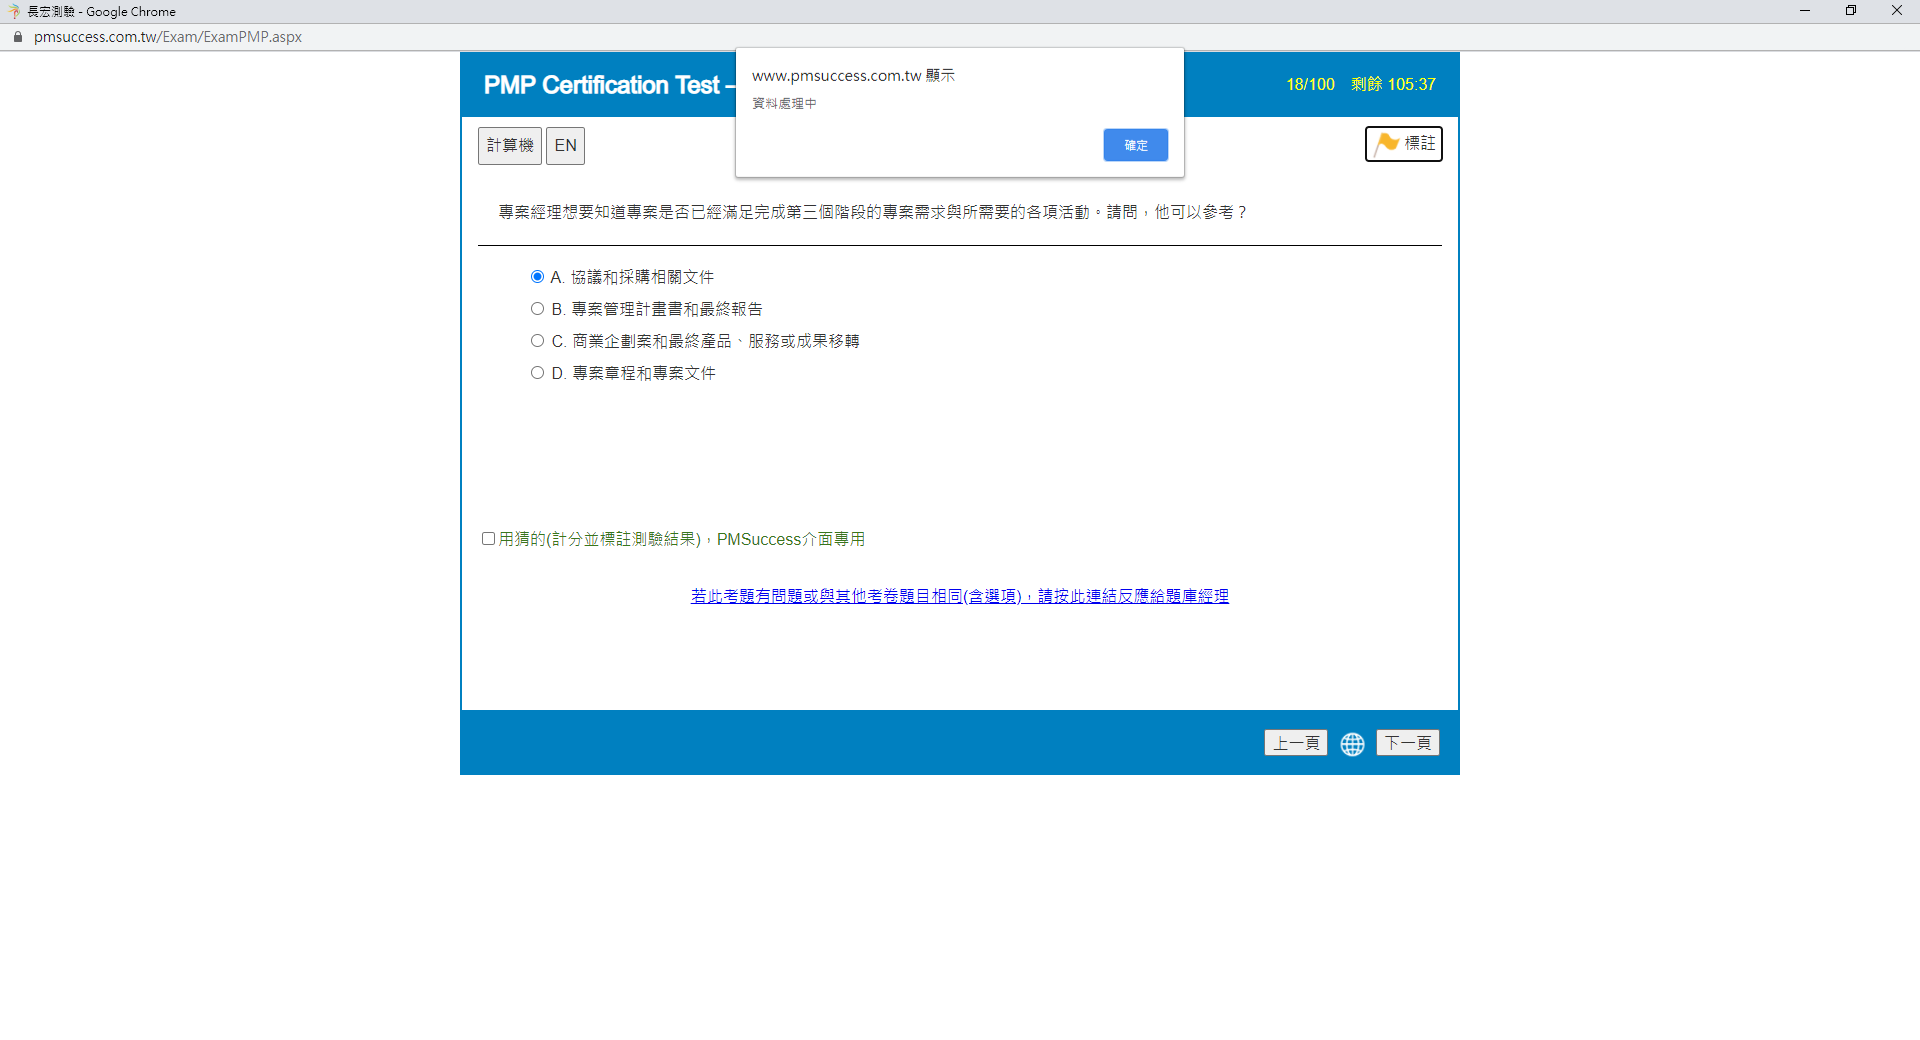 長宏測驗 - Google Chrome
pmsuccess.com.tw/Exam/ExamPMP.aspx
PMP Certification Test –
www.pmsuccess.com.tw 顯示
資料處理中
確定
18/100 剩餘 105:37
計算機 EN
標註
專案經理想要知道專案是否已經滿足完成第三個階段的專案需求與所需要的各項活動。請問，他可以參考？
A. 協議和採購相關文件
B. 專案管理計畫書和最終報告
C. 商業企劃案和最終產品、服務或成果移轉
D. 專案章程和專案文件
用猜的(計分並標註測驗結果)，PMSuccess介面專用
若此考題有問題或與其他考卷題目相同(含選項)，請按此連結反應給題庫經理
上一頁 下一頁